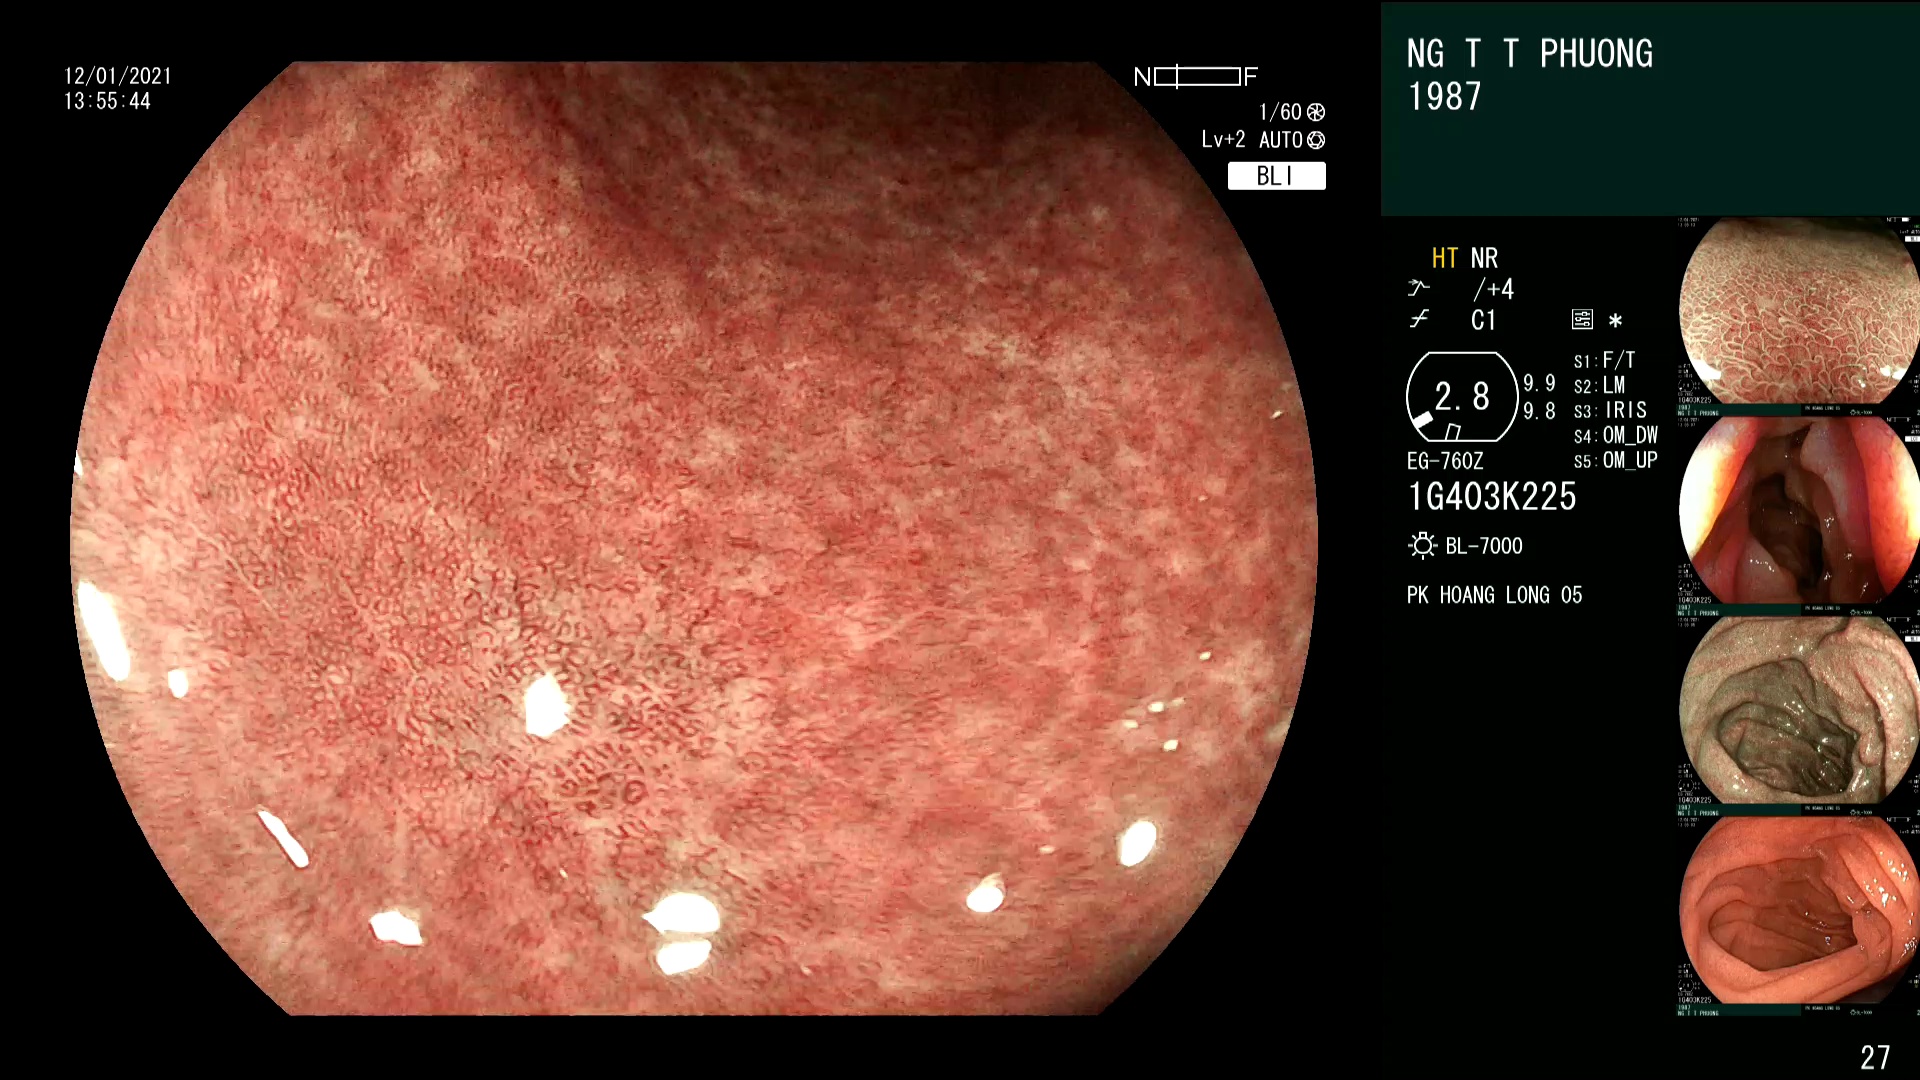 12/01/2021
13:55:44
N F
1/60
Lv+2 AUTO
BLI
NG T T PHUONG
1987
HT NR
/+4
C1 *
2.8
9.9
9.8
S1:F/T
S2:LM
S3:IRIS
S4:OM_DW
S5:OM_UP
EG-760Z
1G403K225
BL-7000
PK HOANG LONG 05
27